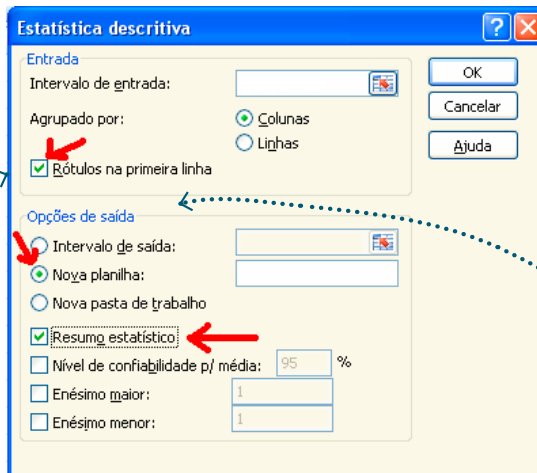 Estatística descritiva
Entrada
Intervalo de entrada:
Agrupado por:
Colunas
Linhas
Rótulos na primeira linha
OK
Cancelar
Ajuda
Opções de saída
Intervalo de saída:
Nova planilha:
Nova pasta de trabalho
Resumo estatístico
Nível de confiabilidade p/ média: 95 %
Enésimo maior: 1
Enésimo menor: 1